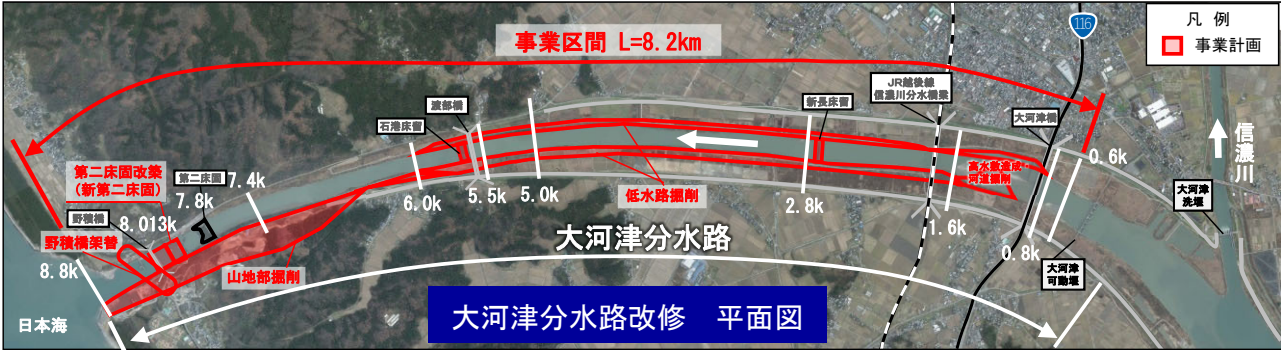 事業区間 L=8.2km
116
凡 例
事業計画
JR越後線
信濃川分水橋梁
渡部橋
石港床留
新長床留
大河津橋
信濃川
0.6k
第二床固改築
(新第二床固)
第二床固
7.4k
7.8k
野積橋
8.013k
野積橋架替
8.8k
6.0k
5.5k
5.0k
低水路掘削
2.8k
高水敷造成・
河道掘削
1.6k
0.8k
大河津
洗堰
大河津
可動堰
山地部掘削
大河津分水路
日本海
大河津分水路改修 平面図